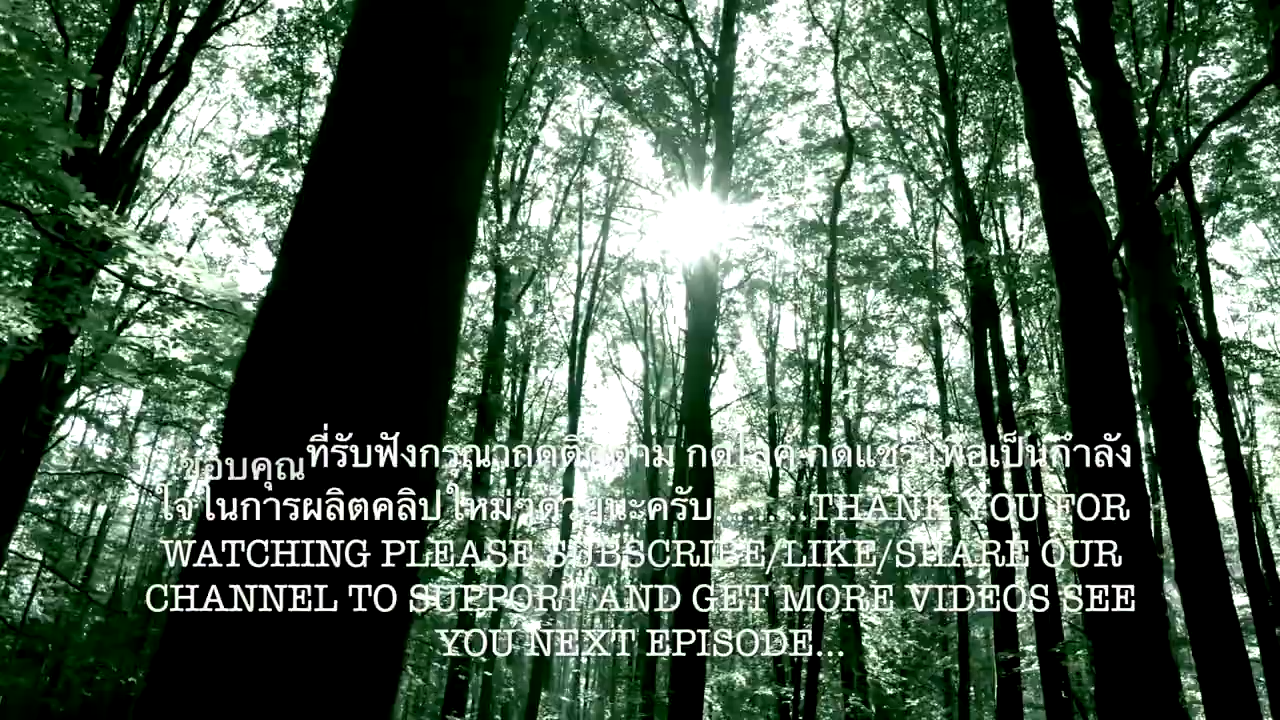 ขอบคุณที่รับฟังกรุณากดติดตาม กดไลค์ กดแชร์ เพื่อเป็นกำลัง
ใจในการผลิตคลิปใหม่ๆด้วยนะครับ.........THANK YOU FOR
WATCHING PLEASE SUBSCRIBE/LIKE/SHARE OUR
CHANNEL TO SUPPORT AND GET MORE VIDEOS SEE
YOU NEXT EPISODE...